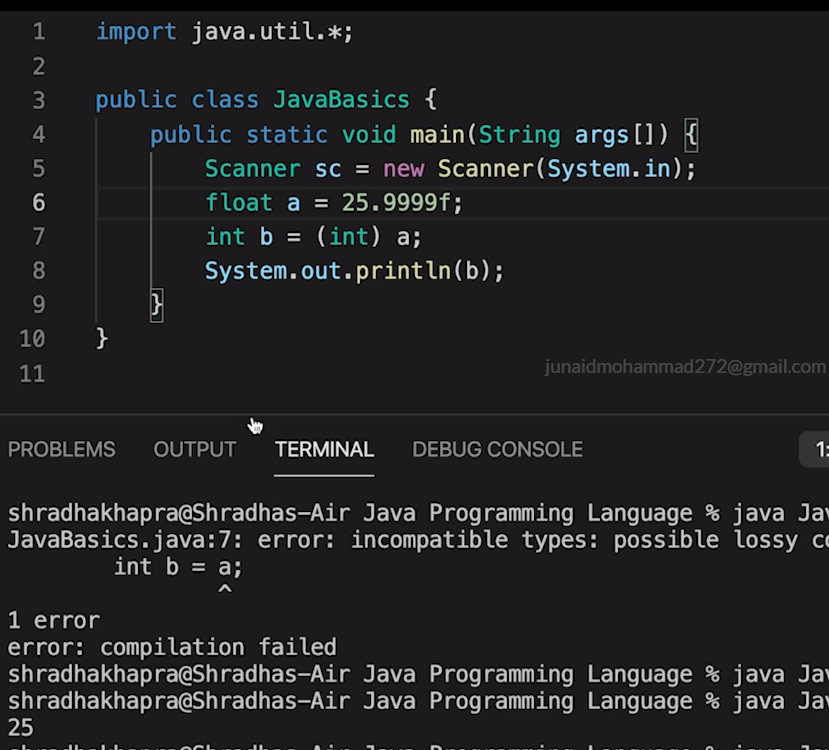 1 import java.util.*;
2
3 public class JavaBasics {
4 public static void main(String args[]) {
5 Scanner sc = new Scanner(System.in);
6 float a = 25.9999f;
7 int b = (int) a;
8 System.out.println(b);
9 }
10 }
11
junaidmohammad272@gmail.com
PROBLEMS OUTPUT TERMINAL DEBUG CONSOLE 1:
shradhakhapra@Shradhas-Air Java Programming Language % java Jav
JavaBasics.java:7: error: incompatible types: possible lossy co
int b = a;
^
1 error
error: compilation failed
shradhakhapra@Shradhas-Air Java Programming Language % java Jav
shradhakhapra@Shradhas-Air Java Programming Language % java Jav
25